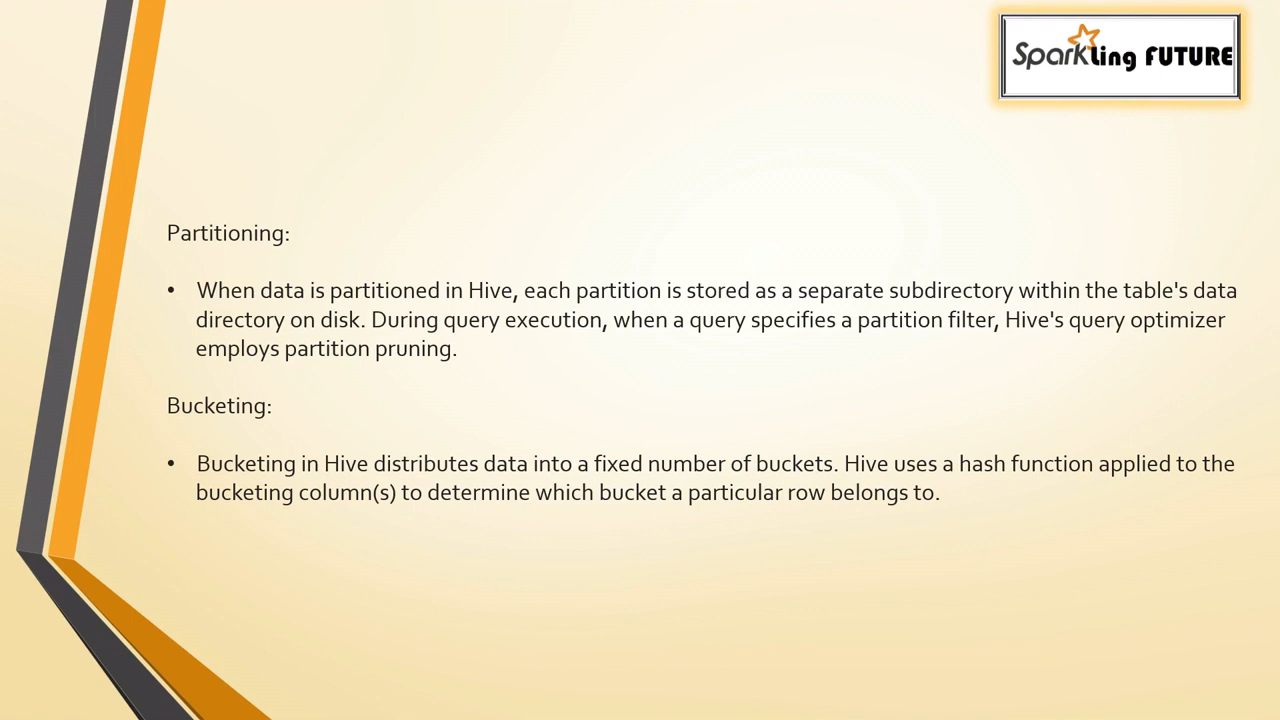 Sparkling FUTURE
Partitioning:
• When data is partitioned in Hive, each partition is stored as a separate subdirectory within the table's data
directory on disk. During query execution, when a query specifies a partition filter, Hive's query optimizer
employs partition pruning.
Bucketing:
• Bucketing in Hive distributes data into a fixed number of buckets. Hive uses a hash function applied to the
bucketing column(s) to determine which bucket a particular row belongs to.